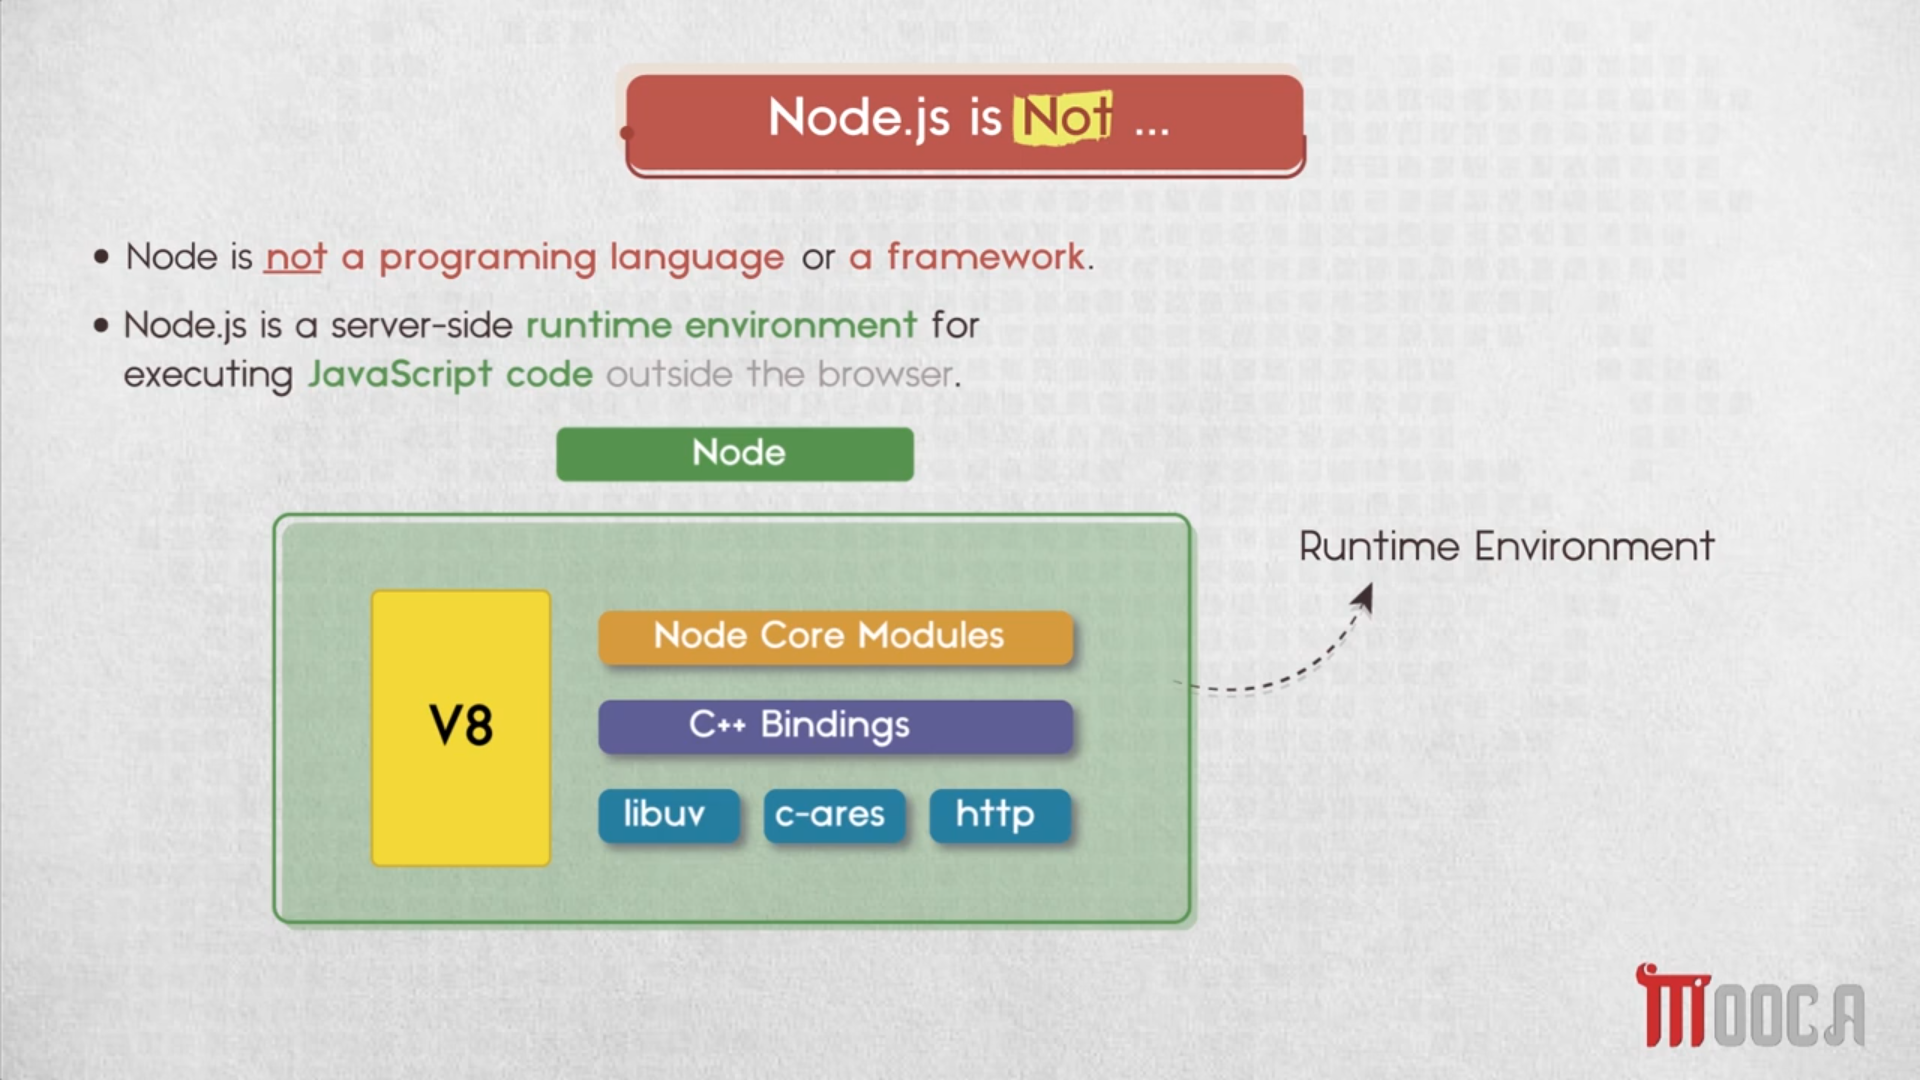 Node.js is Not ...
• Node is not a programing language or a framework.
• Node.js is a server-side runtime environment for
executing JavaScript code outside the browser.
Node
Runtime Environment
V8
Node Core Modules
C++ Bindings
libuv c-ares http
MOOCA